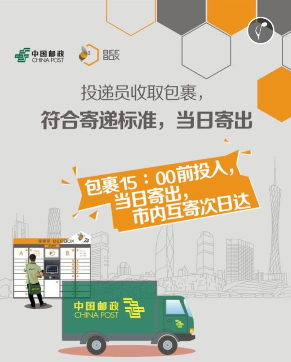 中国邮政
CHINA POST
BEE
BOX
投递员收取包裹，
符合寄递标准，当日寄出
包裹15：00前投入，
当日寄出，
市内互寄次日达
中国邮政
CHINA POST